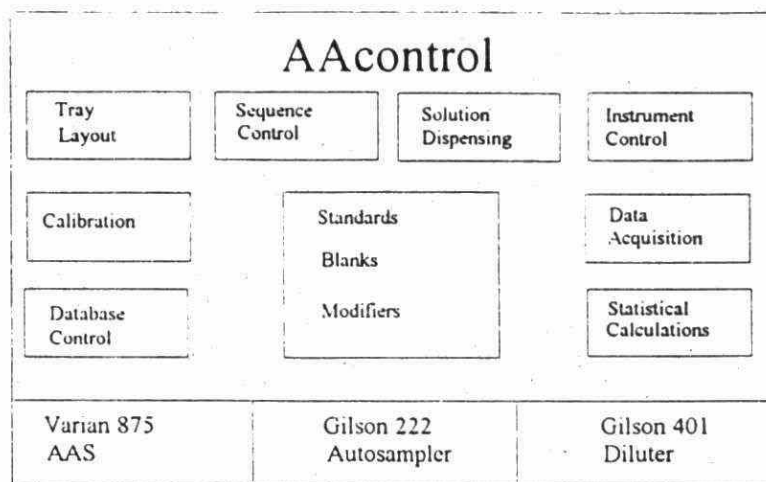 AAcontrol
Tray
Layout
Sequence
Control
Solution
Dispensing
Instrument
Control
Calibration
Standards
Blanks
Modifiers
Data
Acquisition
Database
Control
Statistical
Calculations
Varian 875
AAS
Gilson 222
Autosampler
Gilson 401
Diluter